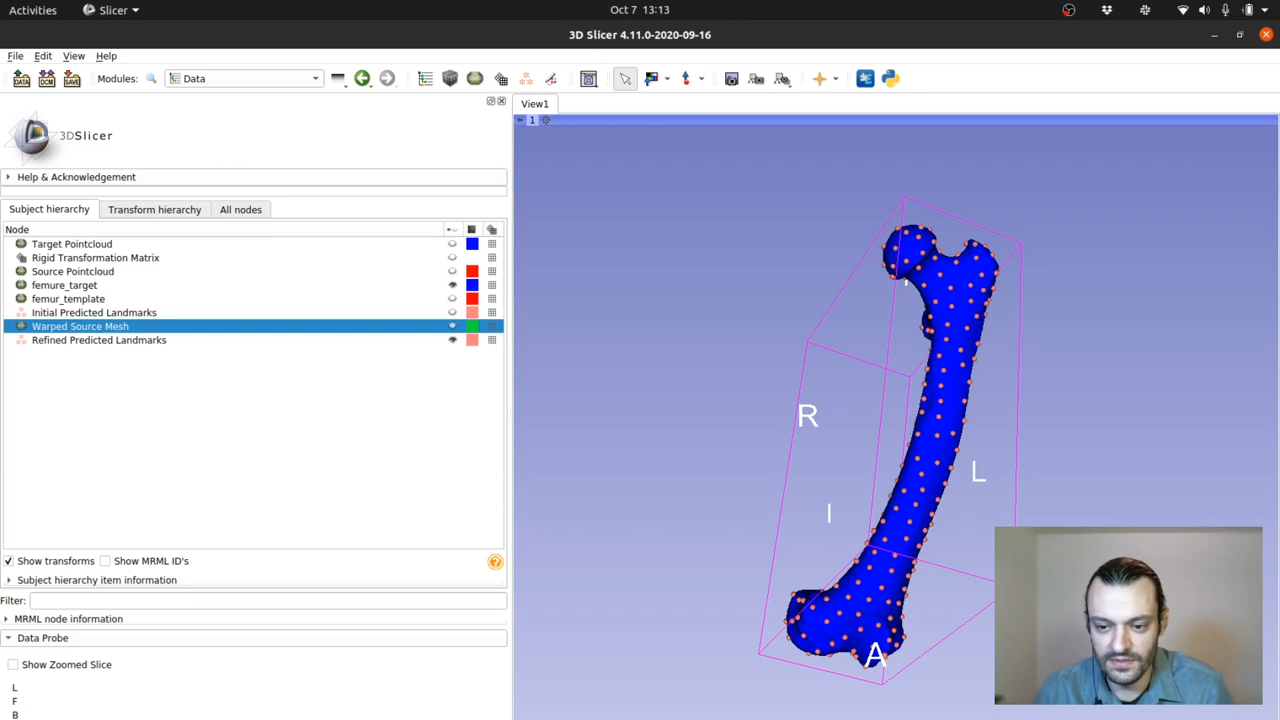 Activities
Slicer
Oct 7 13:13
3D Slicer 4.11.0-2020-09-16
File Edit View Help
DATA DCM SAVE Modules: Data
View1
1
3DSlicer
Help & Acknowledgement
Subject hierarchy Transform hierarchy All nodes
Node
Target Pointcloud
Rigid Transformation Matrix
Source Pointcloud
femure_target
femur_template
Initial Predicted Landmarks
Warped Source Mesh
Refined Predicted Landmarks
R
L
I
A
Show transforms Show MRML ID's
Subject hierarchy item information
Filter:
MRML node information
Data Probe
Show Zoomed Slice
L
F
B